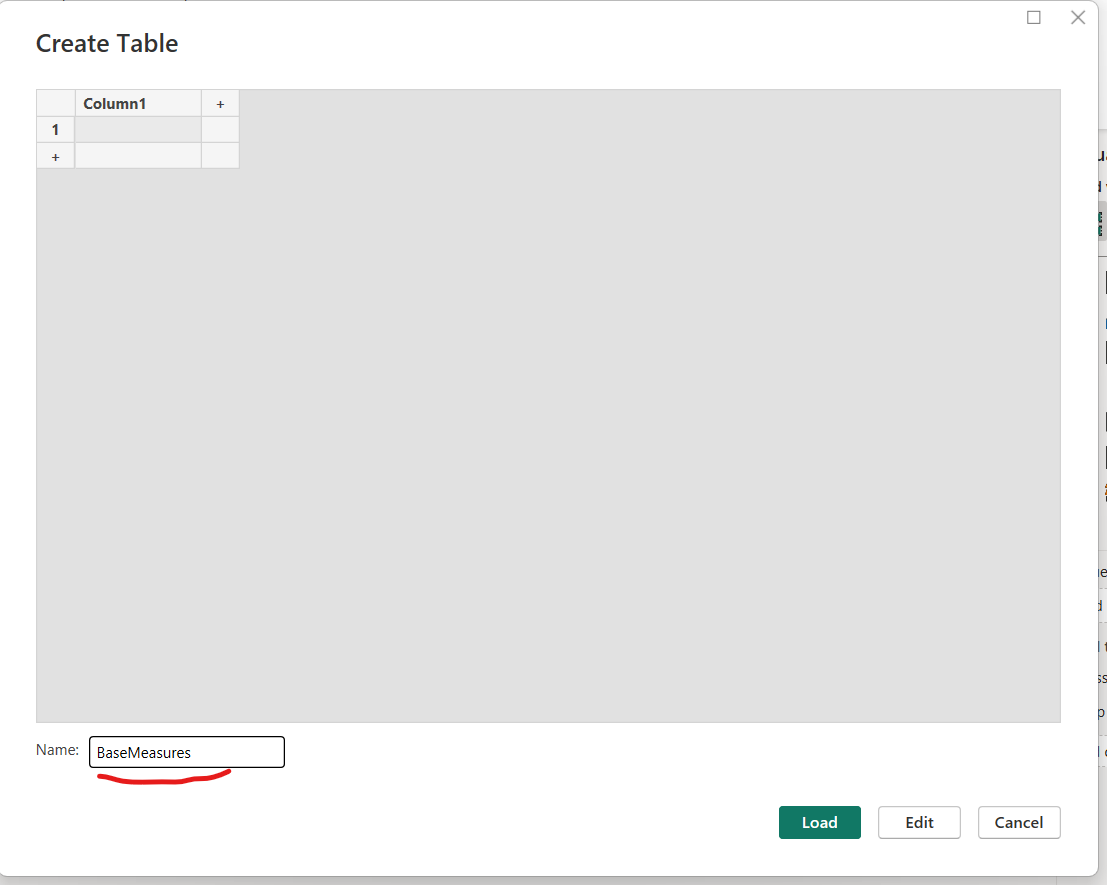 Create Table
Column1 +
1
+
Name: BaseMeasures
Load Edit Cancel